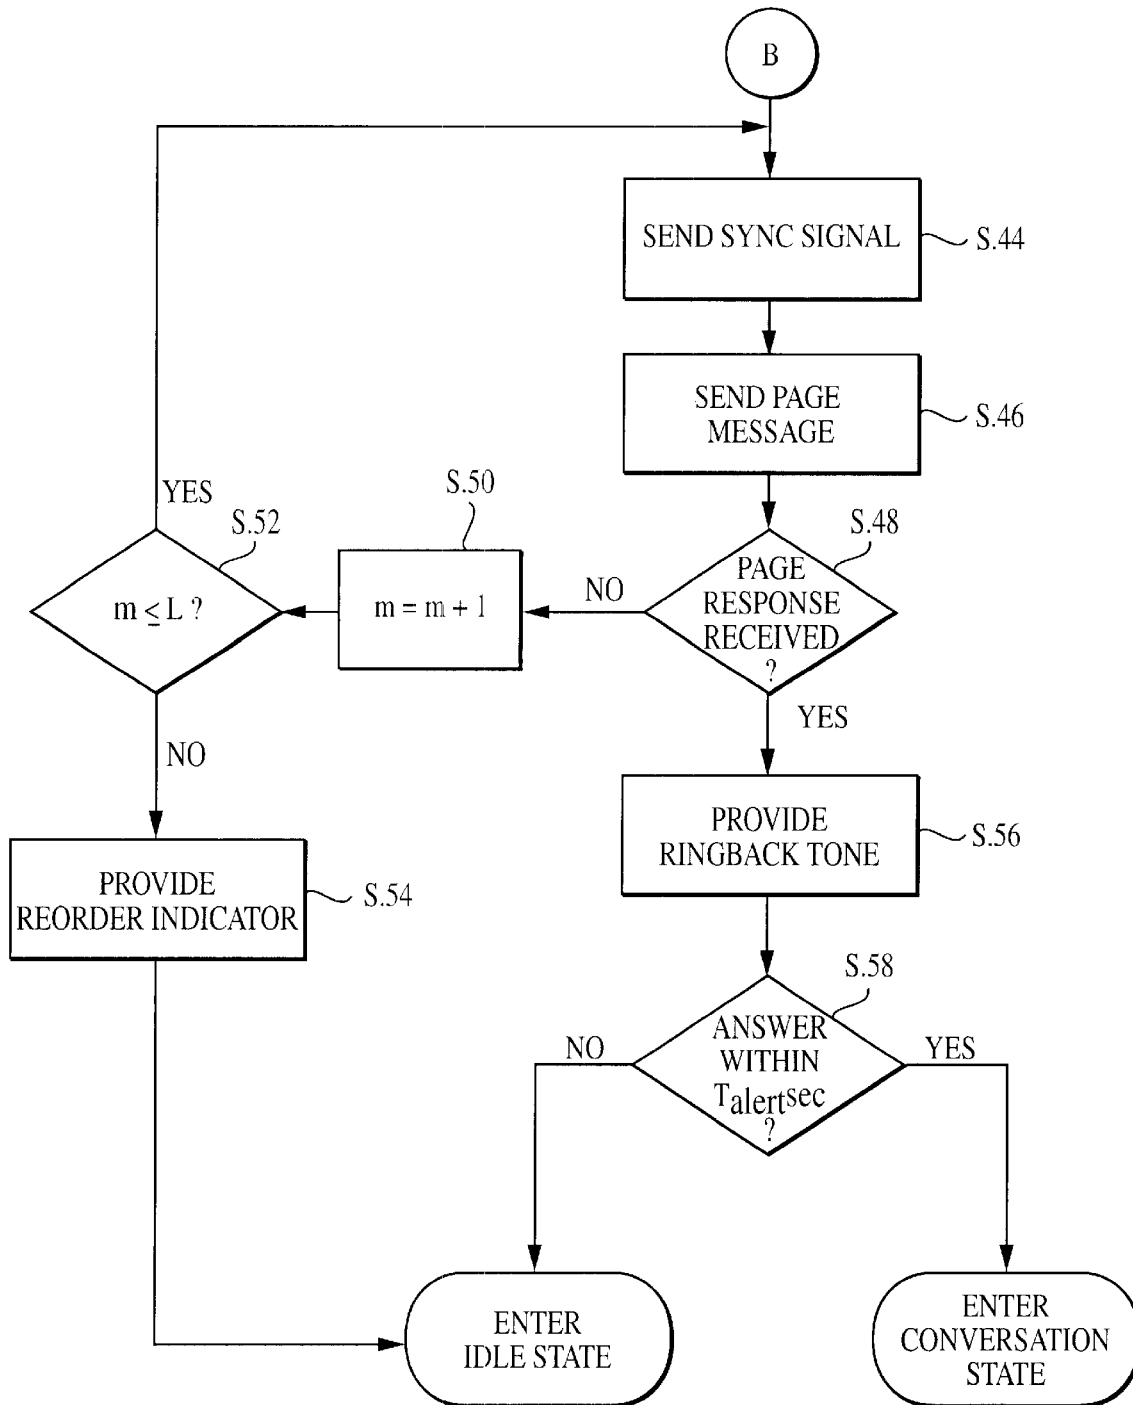 B
SEND SYNC SIGNAL
S.44
SEND PAGE
MESSAGE
S.46
YES
S.50
S.52
S.48
m ≤ L ?
m = m + 1
NO
PAGE
RESPONSE
RECEIVED
?
YES
NO
PROVIDE
RINGBACK TONE
S.56
PROVIDE
REORDER INDICATOR
S.54
S.58
NO
ANSWER
WITHIN
Talertsec
?
YES
ENTER
IDLE STATE
ENTER
CONVERSATION
STATE